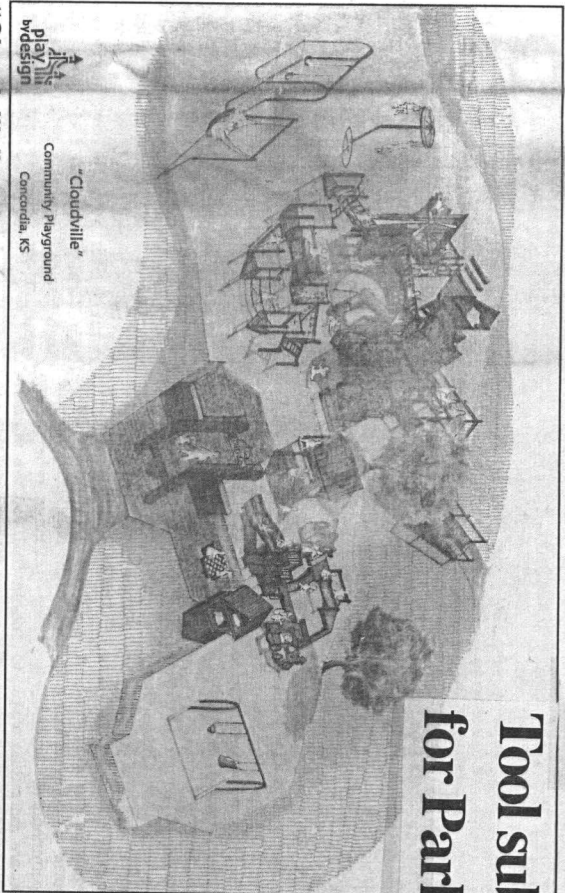 Tool su
for Par
play
bydesign
"Cloudville"
Community Playground
Concordia, KS